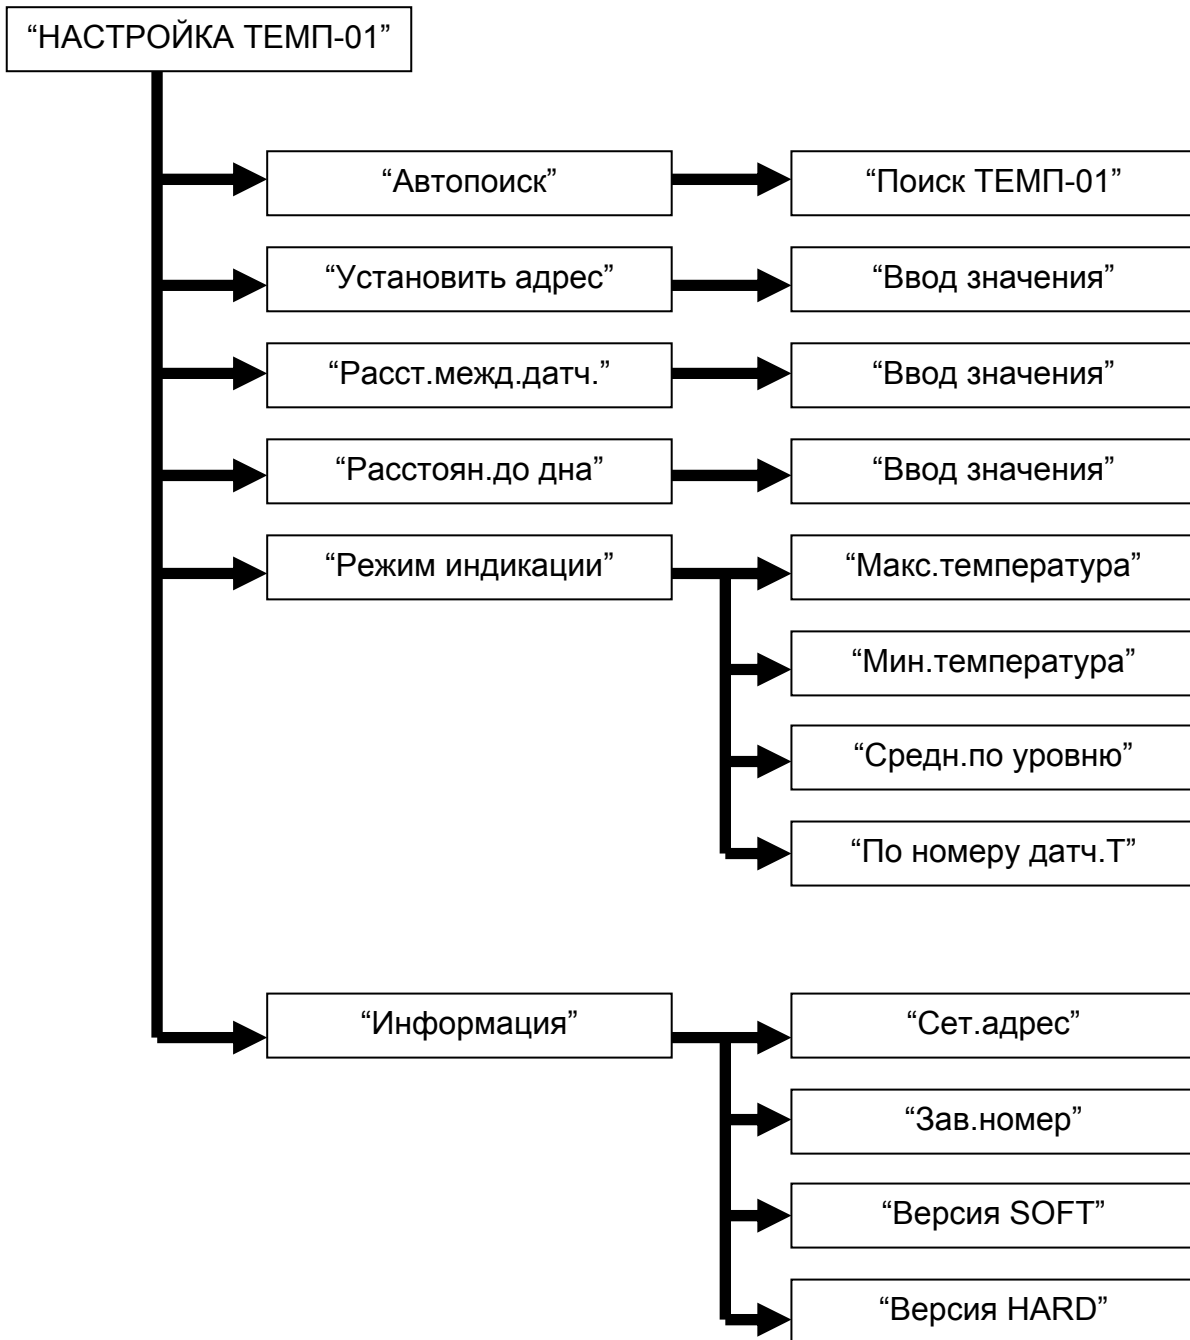 “НАСТРОЙКА ТЕМП-01”
“Автопоиск”
“Поиск ТЕМП-01”
“Установить адрес”
“Ввод значения”
“Расст.межд.датч.”
“Ввод значения”
“Расстоян.до дна”
“Ввод значения”
“Режим индикации”
“Макс.температура”
“Мин.температура”
“Средн.по уровню”
“По номеру датч.Т”
“Информация”
“Сет.адрес”
“Зав.номер”
“Версия SOFT”
“Версия HARD”